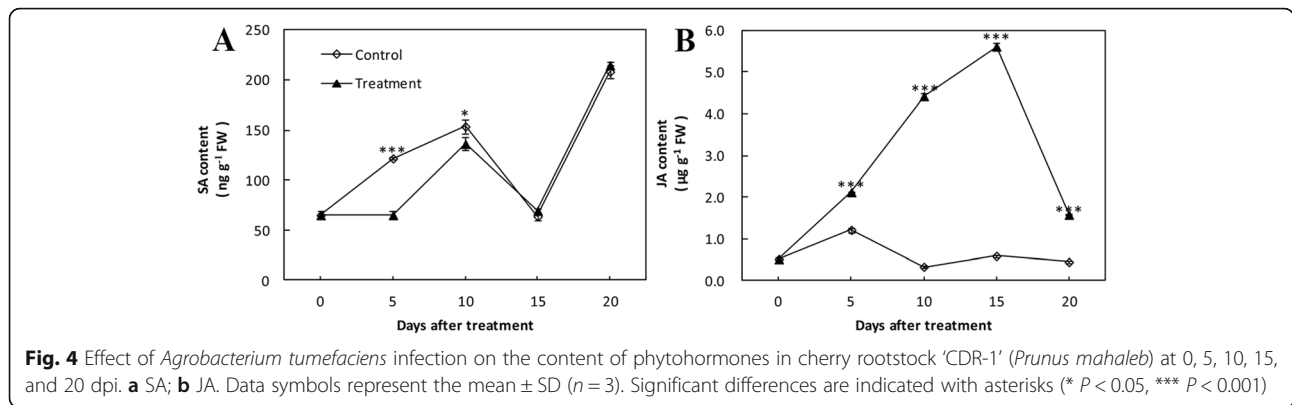 A
250
200
150
100
50
0
SA content
( ng g⁻¹ FW )
Control
Treatment
***
*
0 5 10 15 20
Days after treatment
B
6.0
5.0
4.0
3.0
2.0
1.0
0.0
JA content
( µg g⁻¹ FW )
***
***
***
***
0 5 10 15 20
Days after treatment
Fig. 4 Effect of Agrobacterium tumefaciens infection on the content of phytohormones in cherry rootstock ‘CDR-1’ (Prunus mahaleb) at 0, 5, 10, 15,
and 20 dpi. a SA; b JA. Data symbols represent the mean ± SD (n = 3). Significant differences are indicated with asterisks (* P < 0.05, *** P < 0.001)